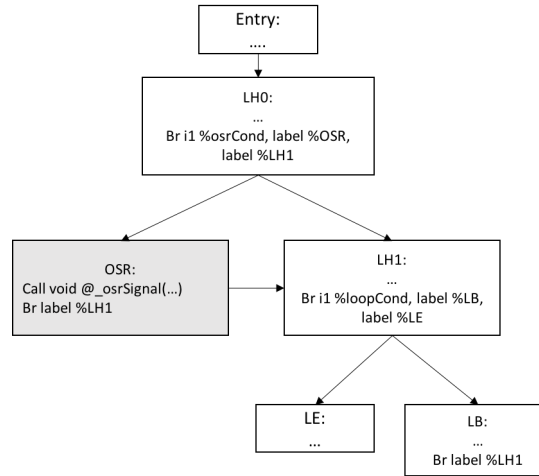 Entry:
....
LH0:
...
Br i1 %osrCond, label %OSR,
label %LH1
OSR:
Call void @_osrSignal(...)
Br label %LH1
LH1:
...
Br i1 %loopCond, label %LB,
label %LE
LE:
...
LB:
...
Br label %LH1